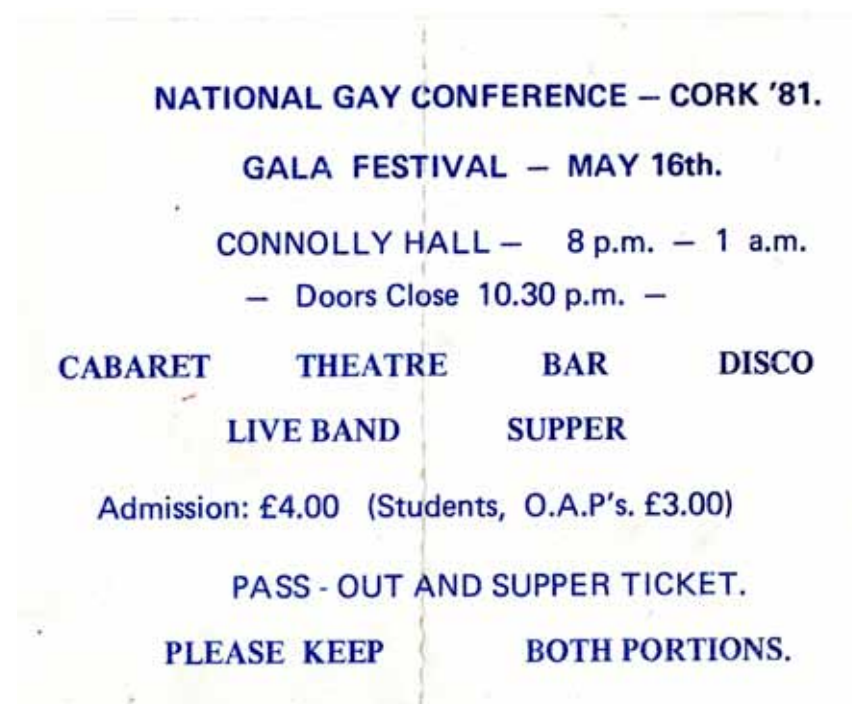 NATIONAL GAY CONFERENCE – CORK '81.
GALA FESTIVAL – MAY 16th.
CONNOLLY HALL – 8 p.m. – 1 a.m.
– Doors Close 10.30 p.m. –
CABARET THEATRE BAR DISCO
LIVE BAND SUPPER
Admission: £4.00 (Students, O.A.P's. £3.00)
PASS - OUT AND SUPPER TICKET.
PLEASE KEEP BOTH PORTIONS.